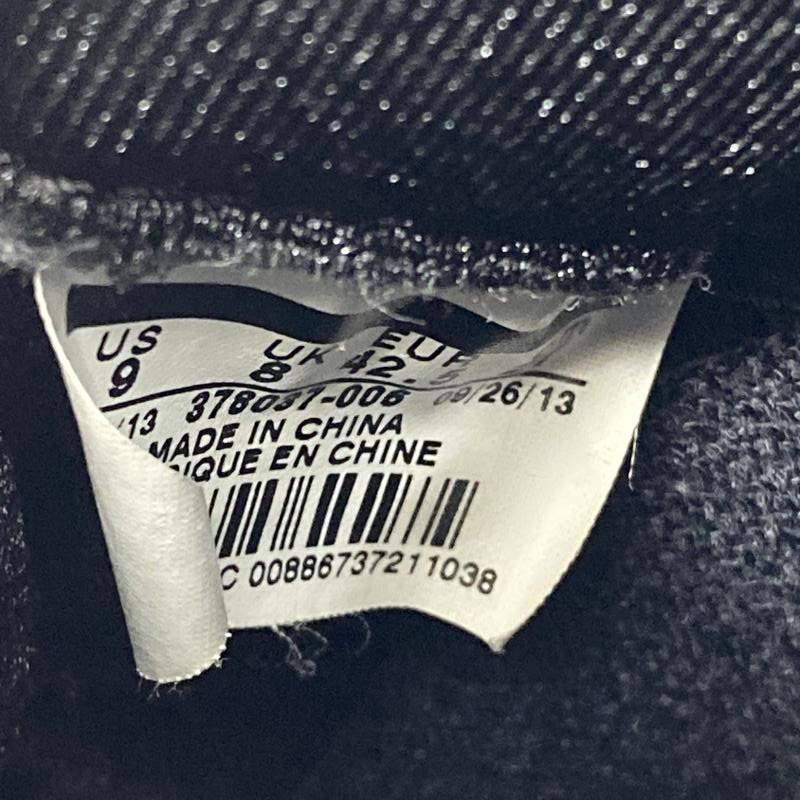 US UK EUR
9 8 42.5
/13 378037-006 09/26/13
MADE IN CHINA
IQUE EN CHINE
C 00886737211038